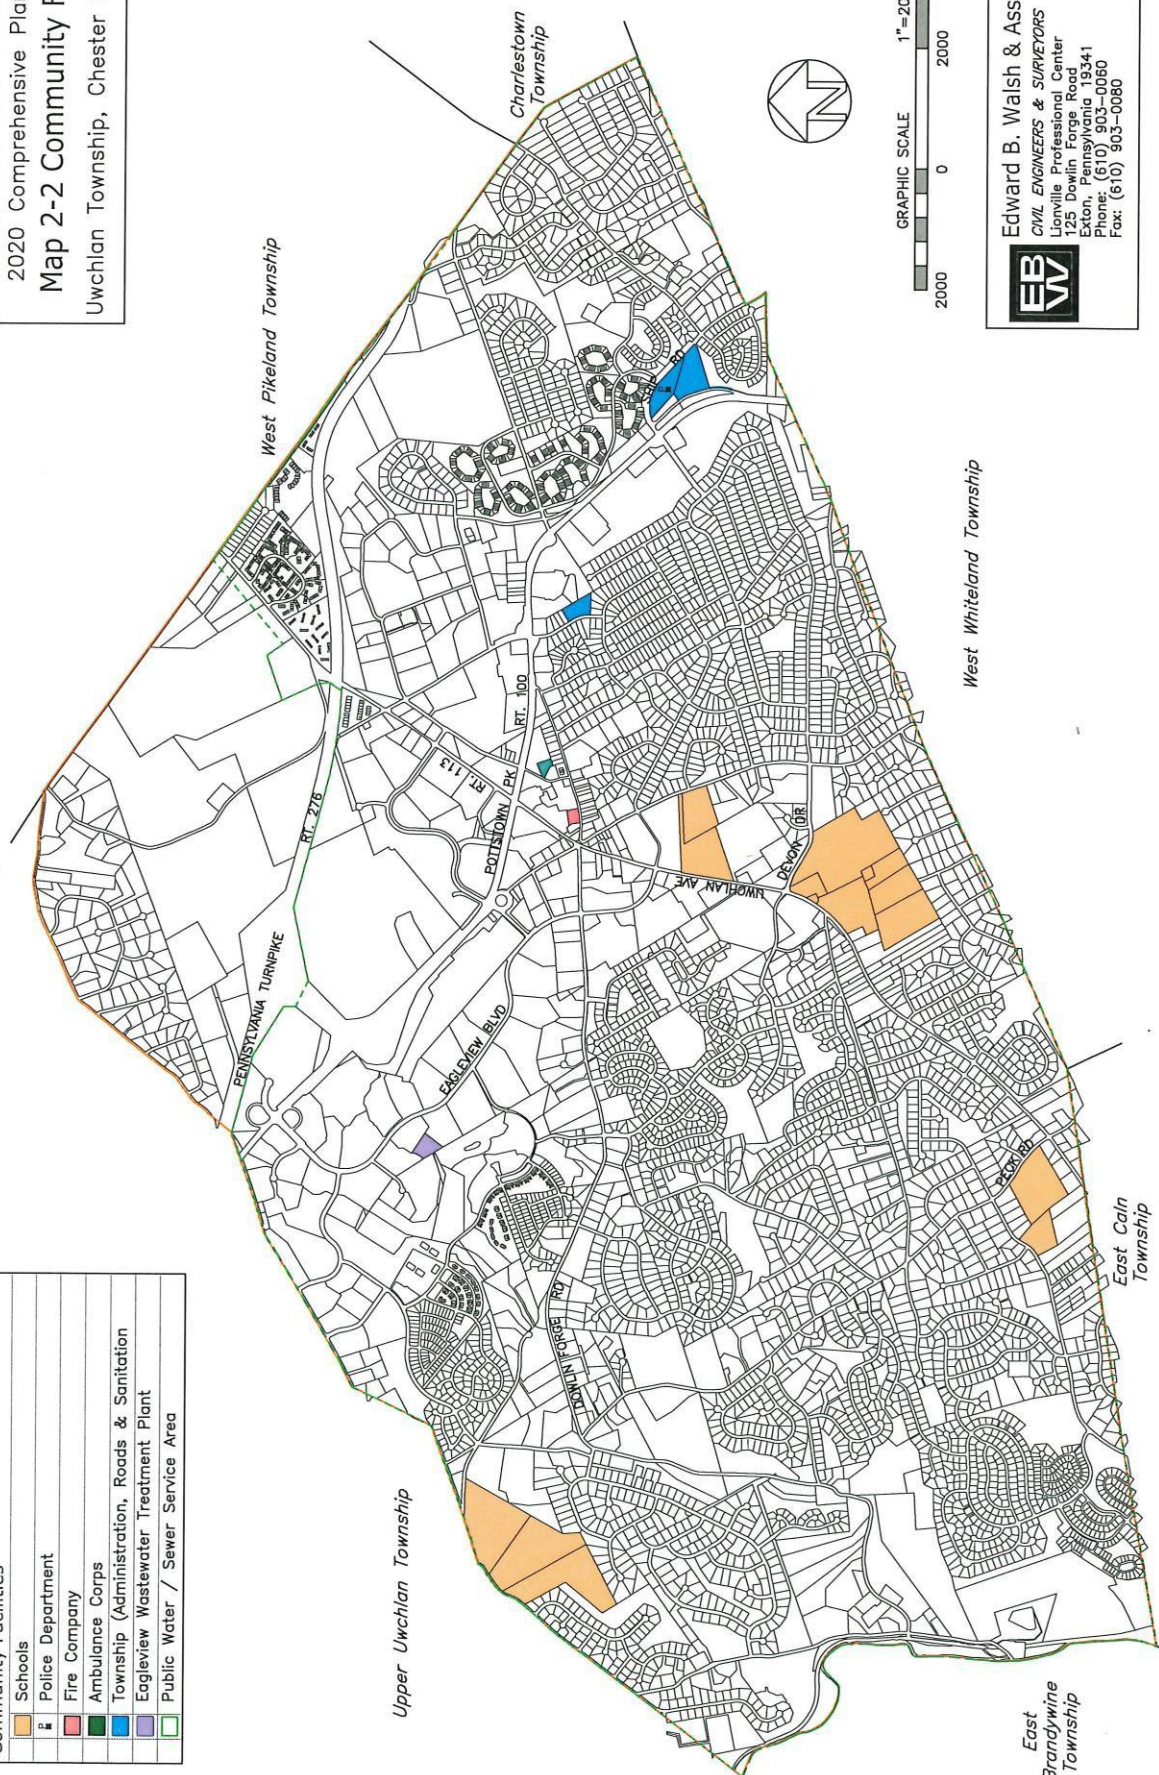 2020 Comprehensive Plan
Map 2-2 Community F
Uwchlan Township, Chester
Schools
Police Department
Fire Company
Ambulance Corps
Township (Administration, Roads & Sanitation
Eagleview Wastewater Treatment Plant
Public Water / Sewer Service Area
P
Upper Uwchlan Township
West Pikeland Township
Charlestown
Township
West Whiteland Township
East Caln
Township
East
Brandywine
Township
PENNSYLVANIA TURNPIKE
RT. 276
EAGLEVIEW BLVD
POTTSTOWN PK
RT. 100
RT. 113
DOWLIN FORGE RD
UWCHLAN AVE
DEVON DR
PECK RD
RD
P
N
GRAPHIC SCALE
1"=20
2000
0
2000
EBW
Edward B. Walsh & Ass
CIVIL ENGINEERS & SURVEYORS
Lionville Professional Center
125 Dowlin Forge Road
Exton, Pennsylvania 19341
Phone: (610) 903-0060
Fax: (610) 903-0080